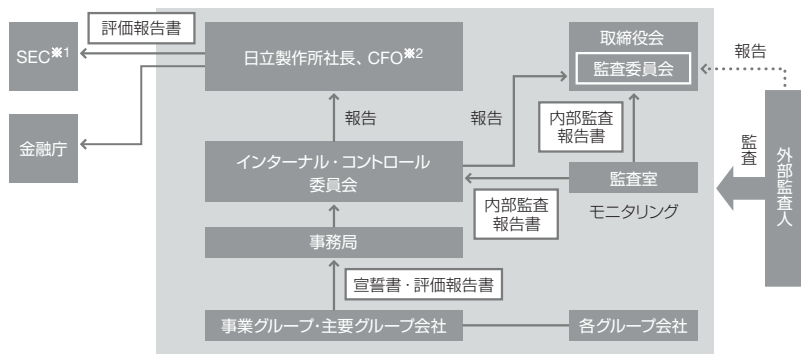 評価報告書
SEC※1
日立製作所社長、CFO※2
取締役会
監査委員会
報告
金融庁
報告
報告
内部監査
報告書
監査
外部監査人
インターナル・コントロール
委員会
監査室
内部監査
報告書
モニタリング
事務局
宣誓書・評価報告書
事業グループ・主要グループ会社
各グループ会社